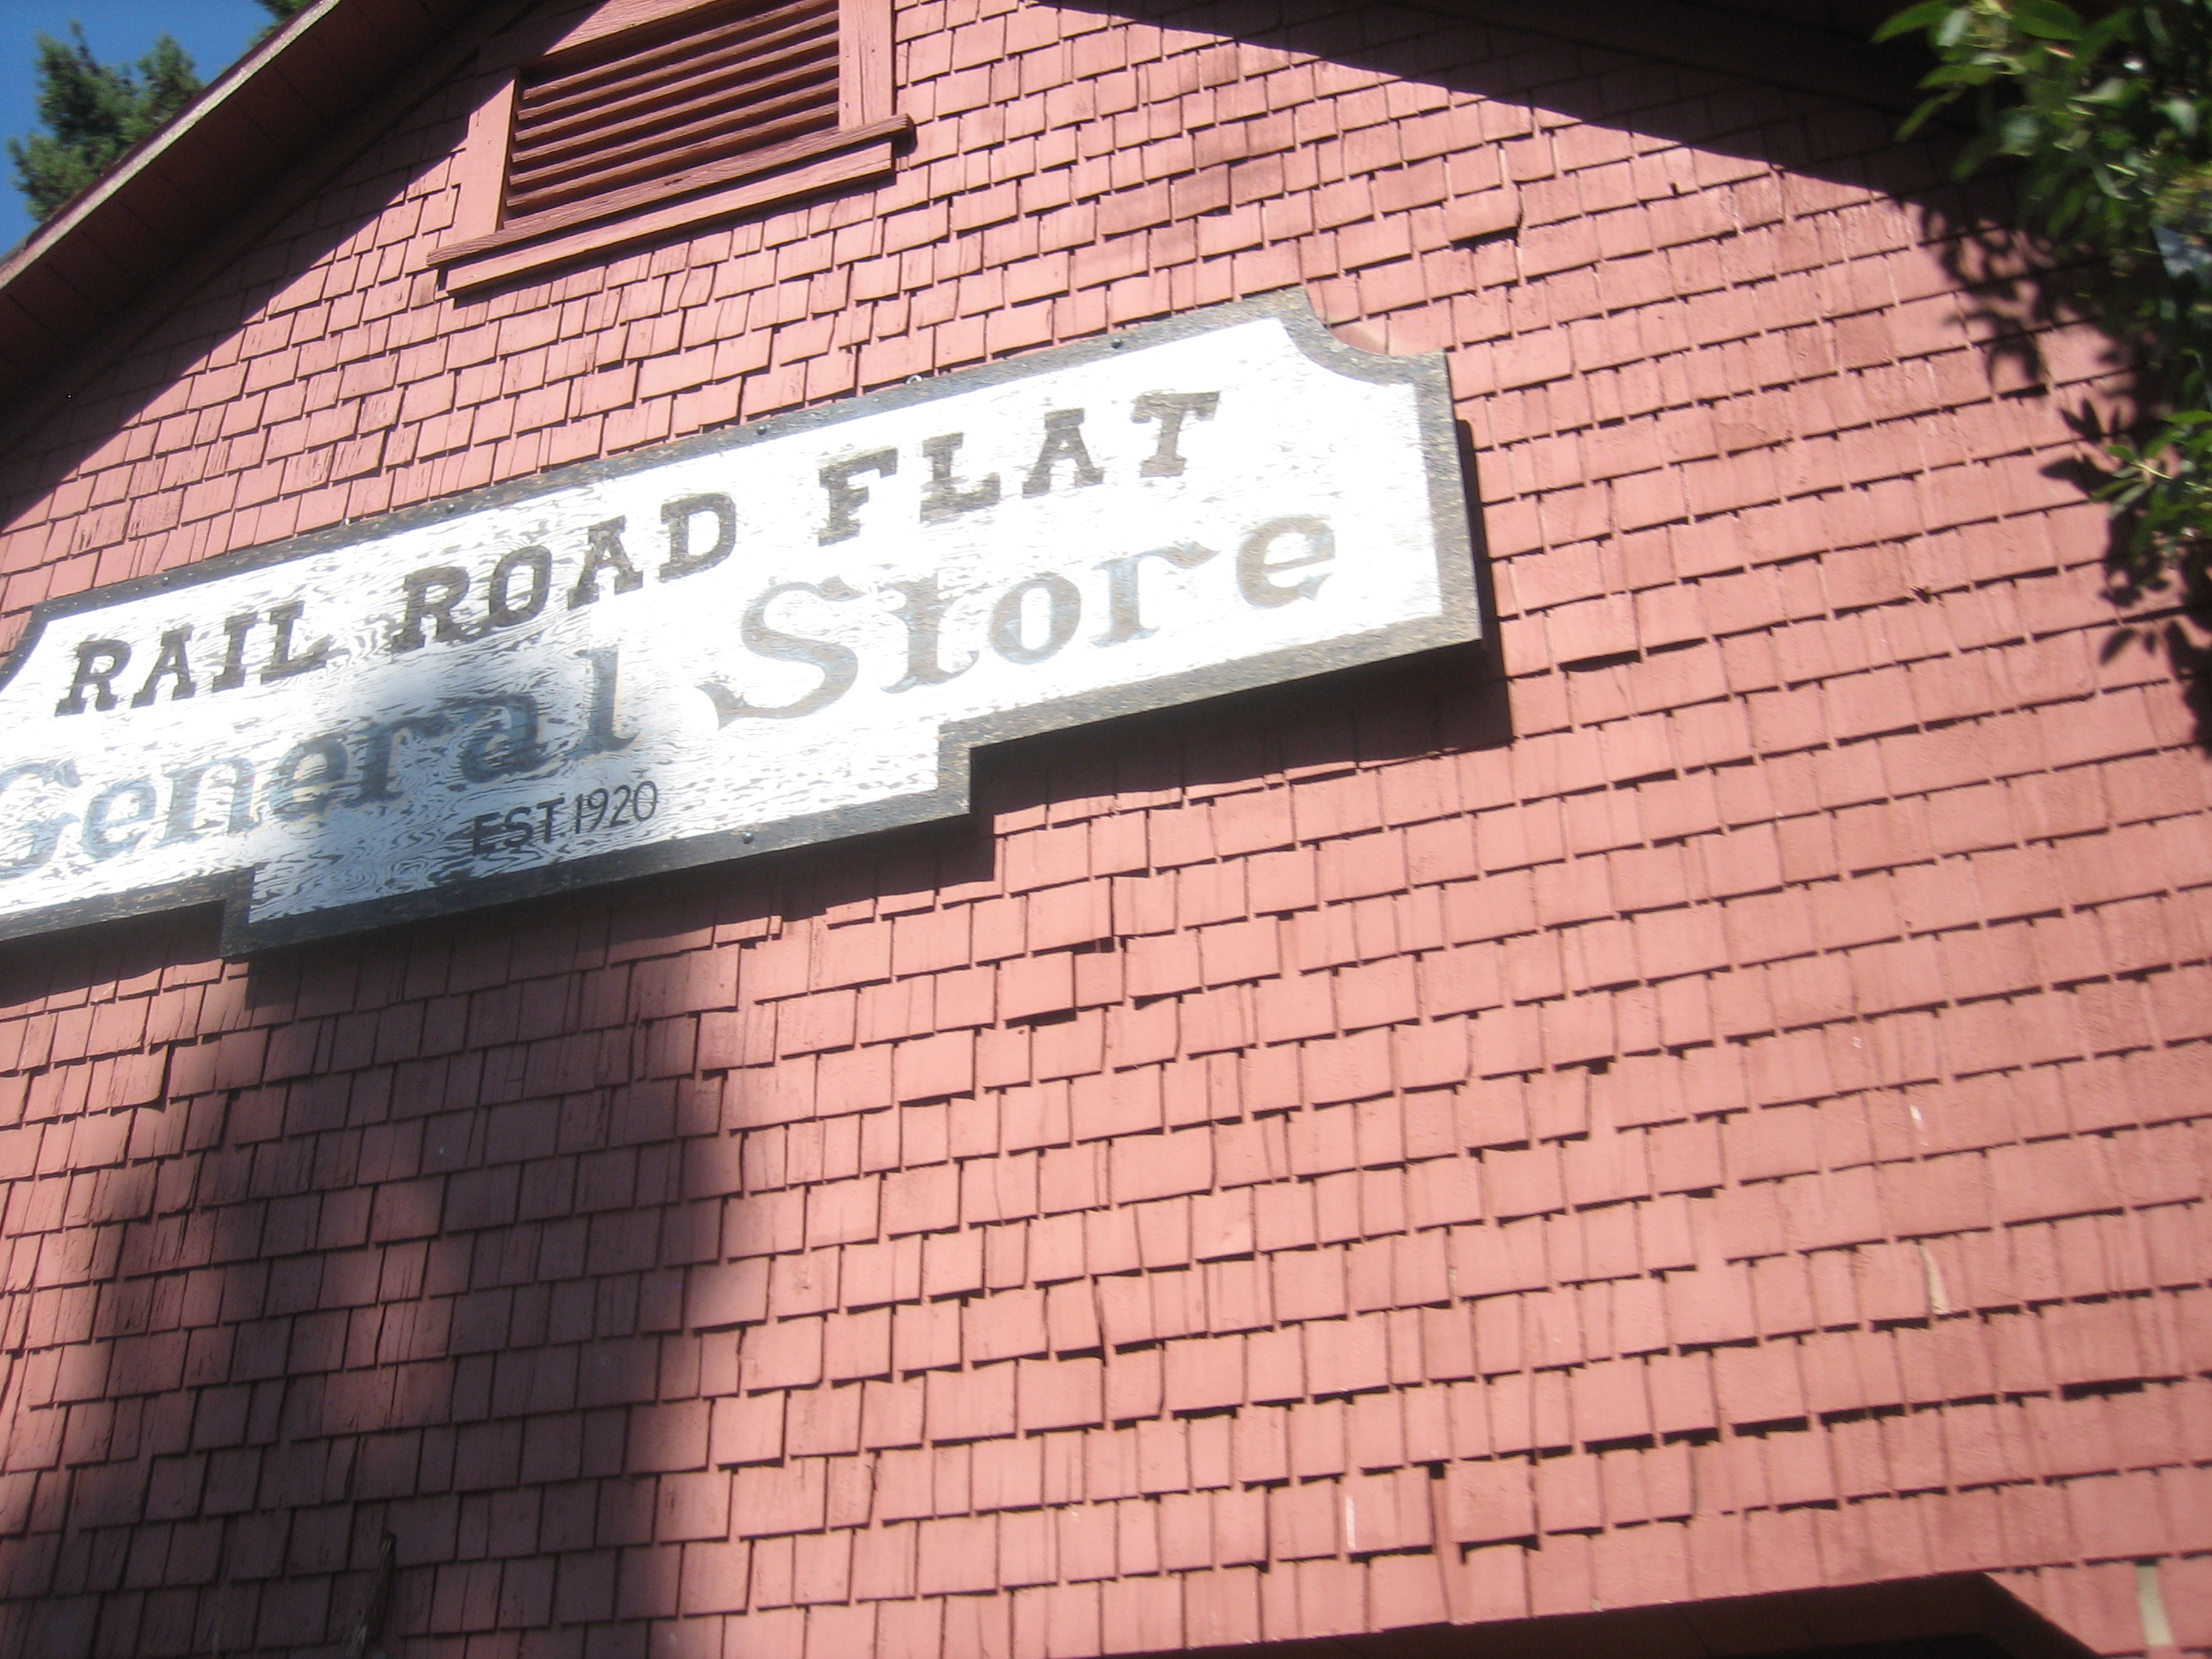 RAIL ROAD FLAT
General Store
EST 1920